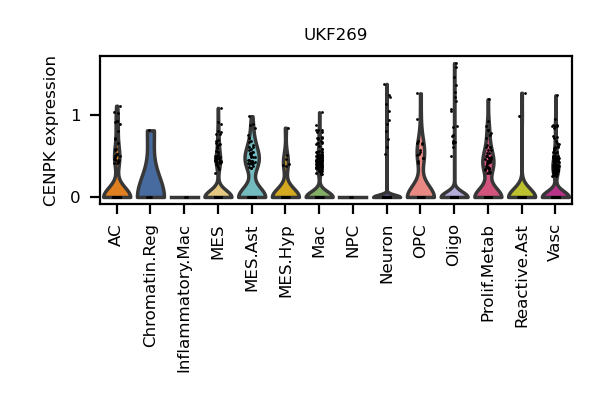 UKF269
CENPK expression
1
0
AC
Chromatin.Reg
Inflammatory.Mac
MES
MES.Ast
MES.Hyp
Mac
NPC
Neuron
OPC
Oligo
Prolif.Metab
Reactive.Ast
Vasc